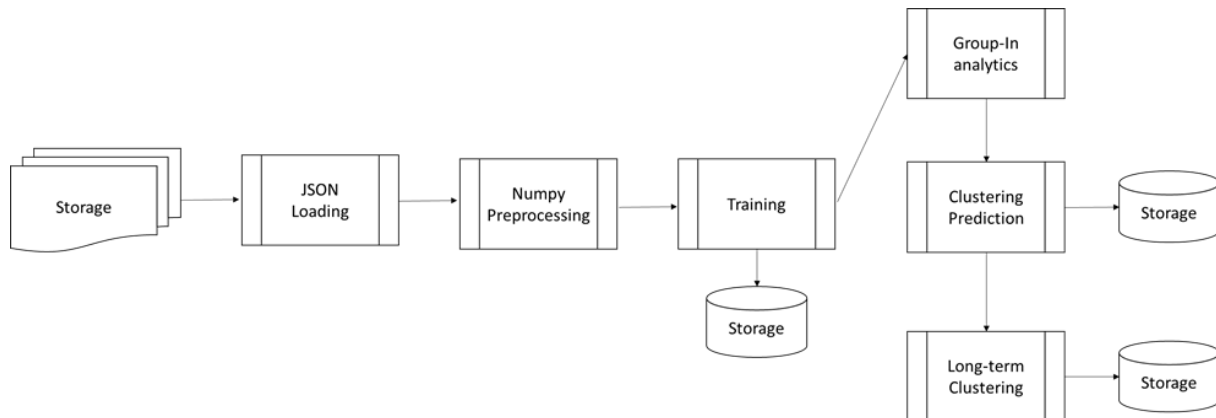 Storage
JSON
Loading
Numpy
Preprocessing
Training
Storage
Group-In
analytics
Clustering
Prediction
Storage
Long-term
Clustering
Storage